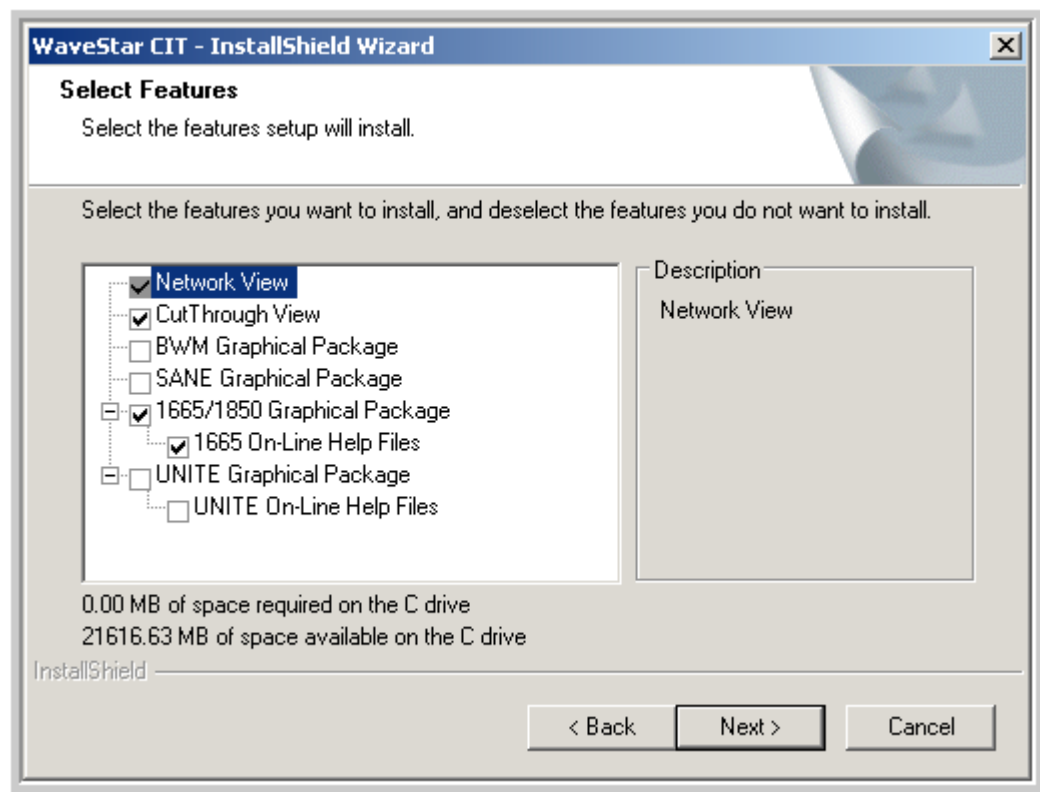 WaveStar CIT - InstallShield Wizard
Select Features
Select the features setup will install.
Select the features you want to install, and deselect the features you do not want to install.
Network View
CutThrough View
BWM Graphical Package
SANE Graphical Package
1665/1850 Graphical Package
1665 On-Line Help Files
UNITE Graphical Package
UNITE On-Line Help Files
Description
Network View
0.00 MB of space required on the C drive
21616.63 MB of space available on the C drive
InstallShield
< Back
Next >
Cancel